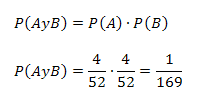 P(AyB) = P(A) · P(B)
P(AyB) = 4/52 · 4/52 = 1/169